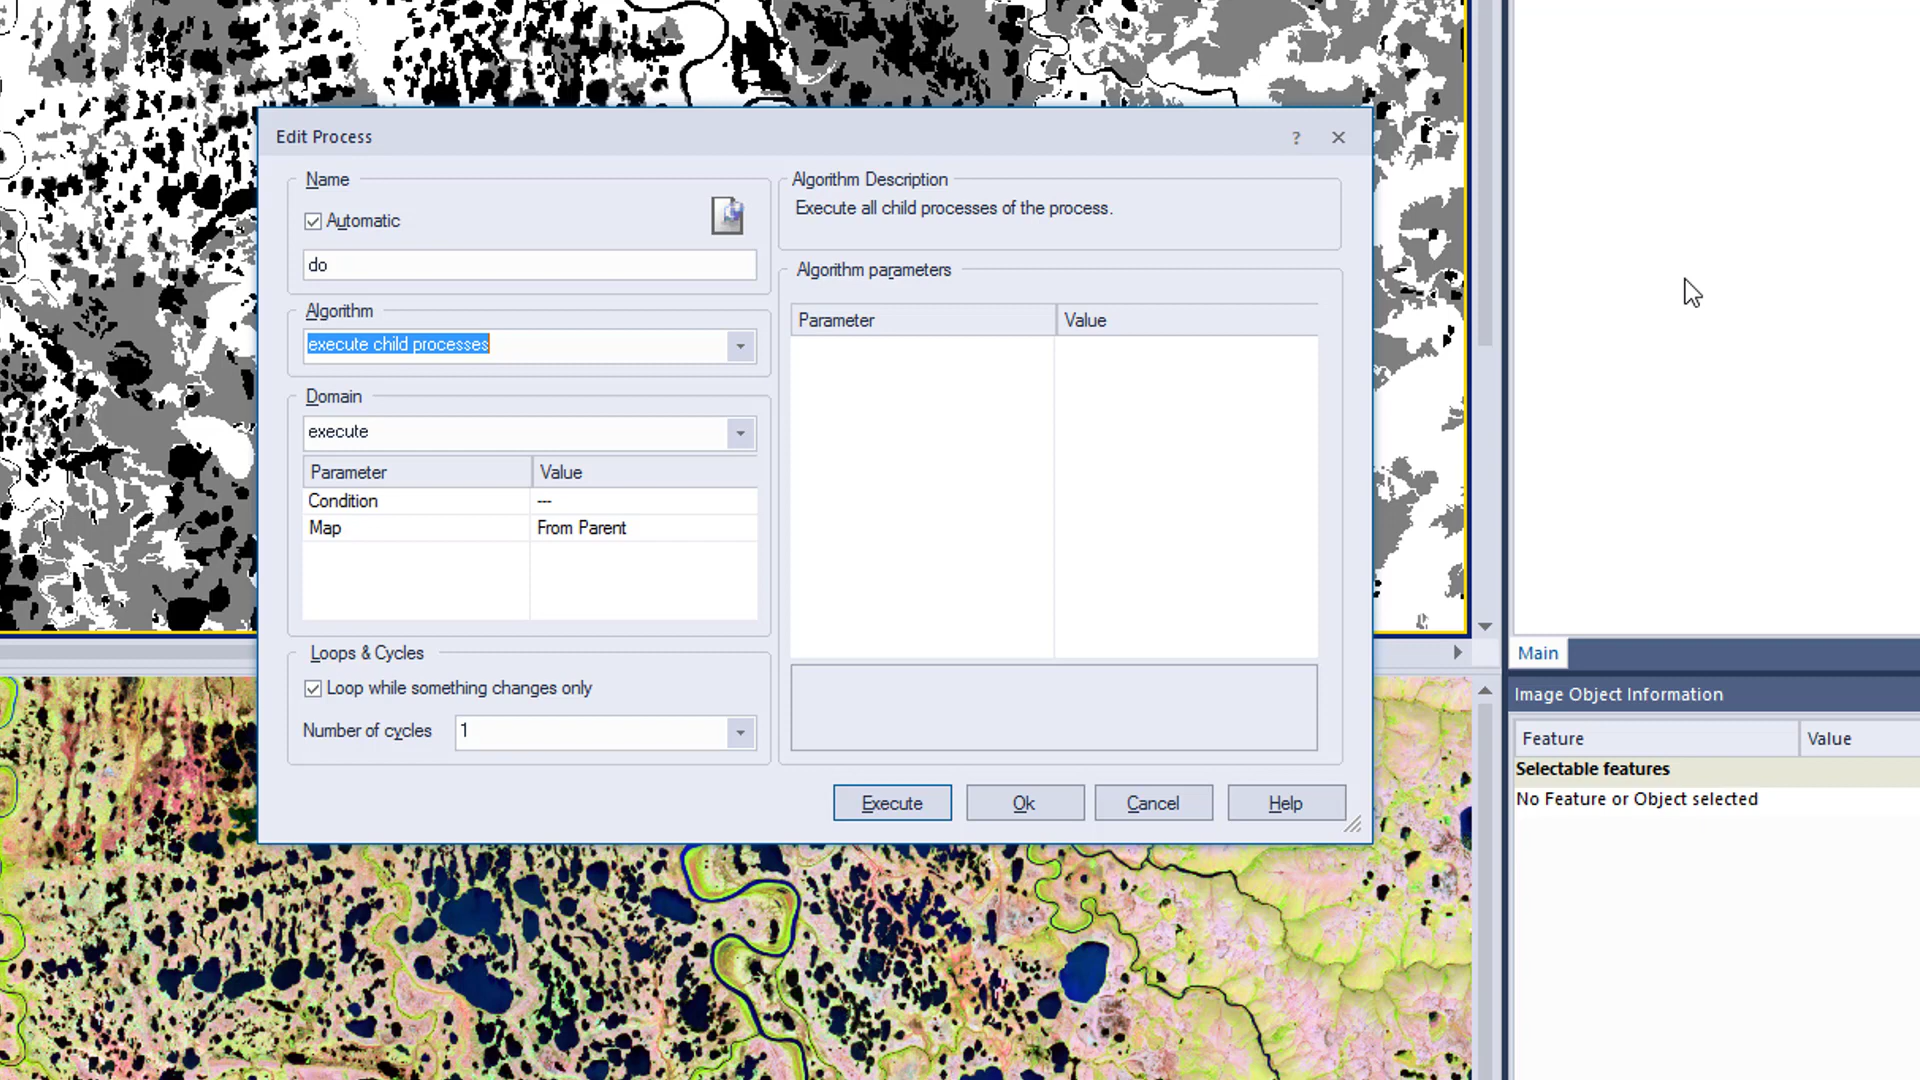 Edit Process
?
Name
Automatic
do
Algorithm
execute child processes
Domain
execute
Parameter Value
Condition ---
Map From Parent
Loops & Cycles
Loop while something changes only
Number of cycles 1
Algorithm Description
Execute all child processes of the process.
Algorithm parameters
Parameter Value
Execute Ok Cancel Help
Main
Image Object Information
Feature Value
Selectable features
No Feature or Object selected